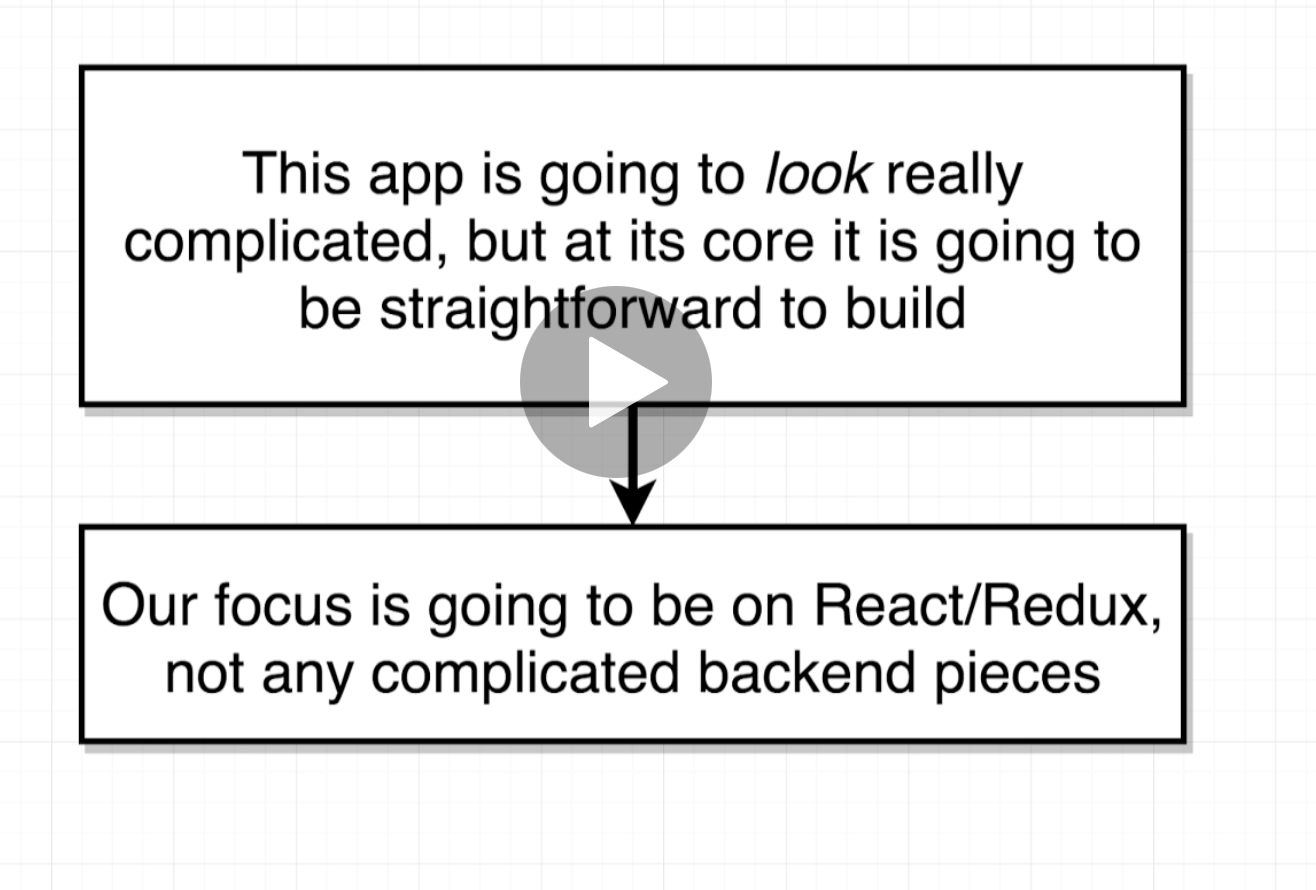 This app is going to look really
complicated, but at its core it is going to
be straightforward to build
Our focus is going to be on React/Redux,
not any complicated backend pieces